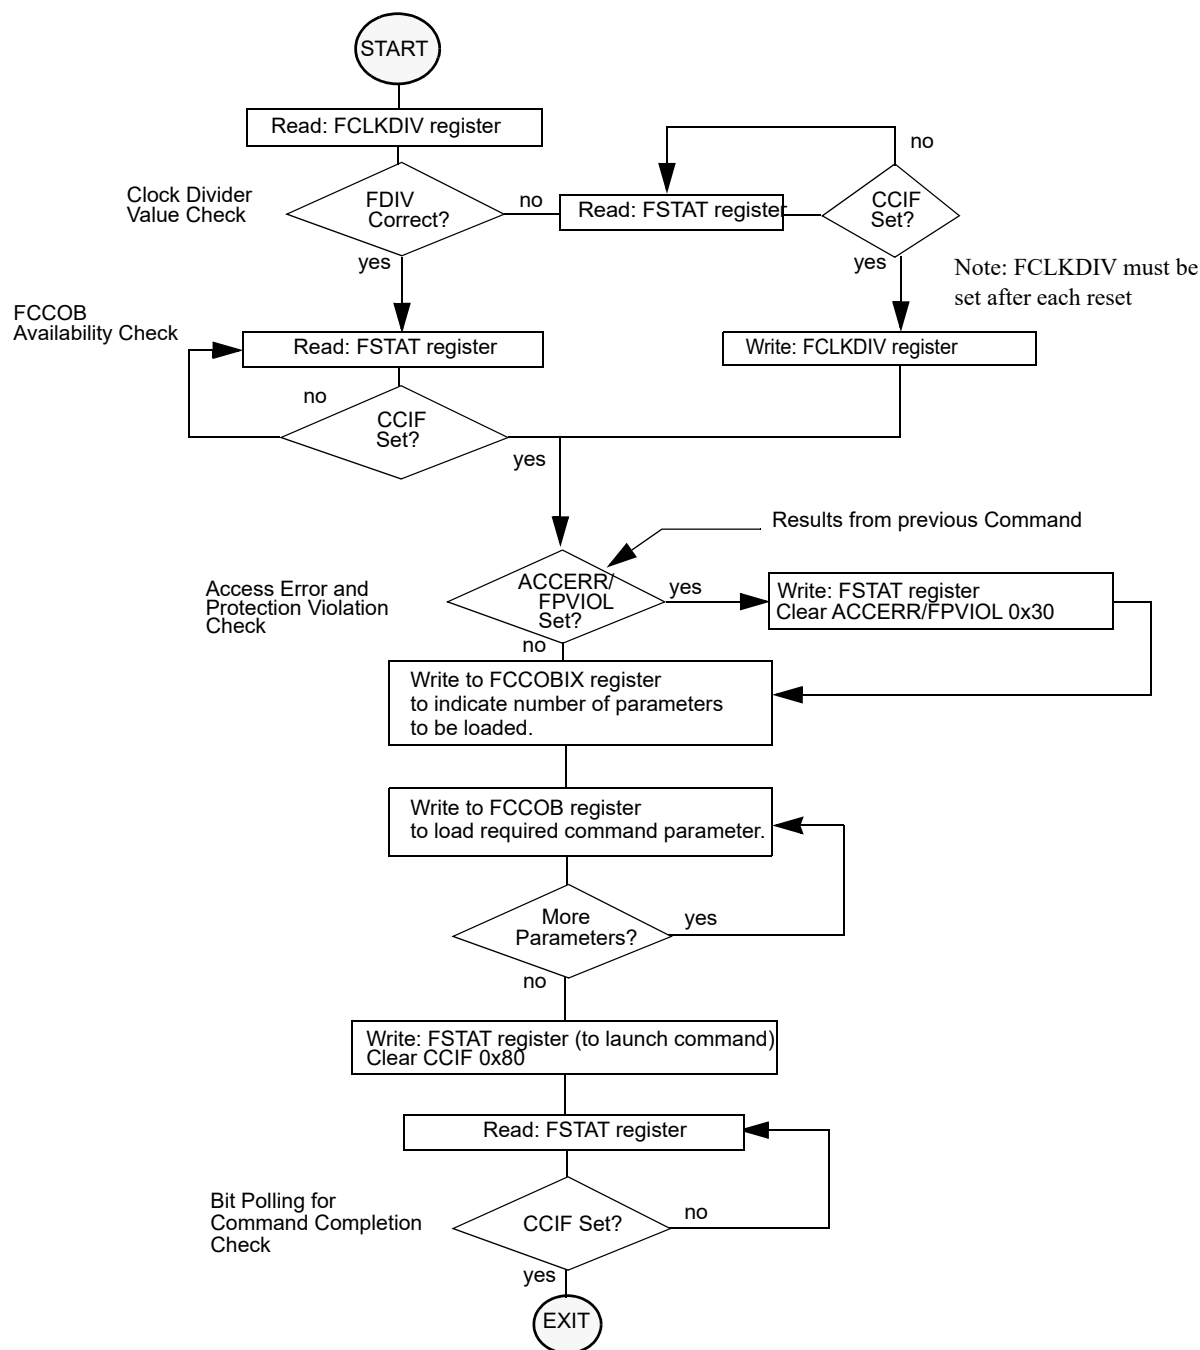 START
Read: FCLKDIV register
no
Clock Divider
Value Check
FDIV
Correct?
no
Read: FSTAT register
CCIF
Set?
yes
yes
Note: FCLKDIV must be
set after each reset
FCCOB
Availability Check
Read: FSTAT register
Write: FCLKDIV register
no
CCIF
Set?
yes
Results from previous Command
Access Error and
Protection Violation
Check
ACCERR/
FPVIOL
Set?
yes
Write: FSTAT register
Clear ACCERR/FPVIOL 0x30
no
Write to FCCOBIX register
to indicate number of parameters
to be loaded.
Write to FCCOB register
to load required command parameter.
More
Parameters?
yes
no
Write: FSTAT register (to launch command)
Clear CCIF 0x80
Read: FSTAT register
Bit Polling for
Command Completion
Check
CCIF Set?
no
yes
EXIT